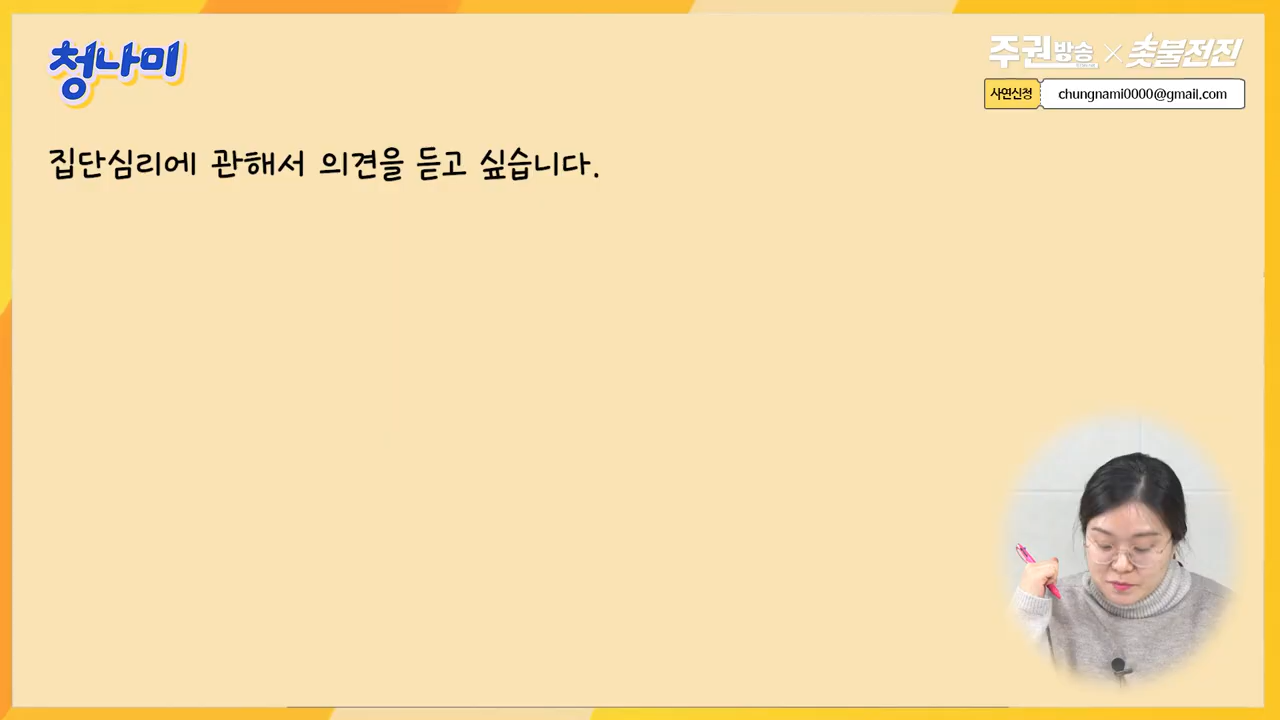 청나미
주권방송 × 촛불전진
사연신청 chungnami0000@gmail.com
집단심리에 관해서 의견을 듣고 싶습니다.